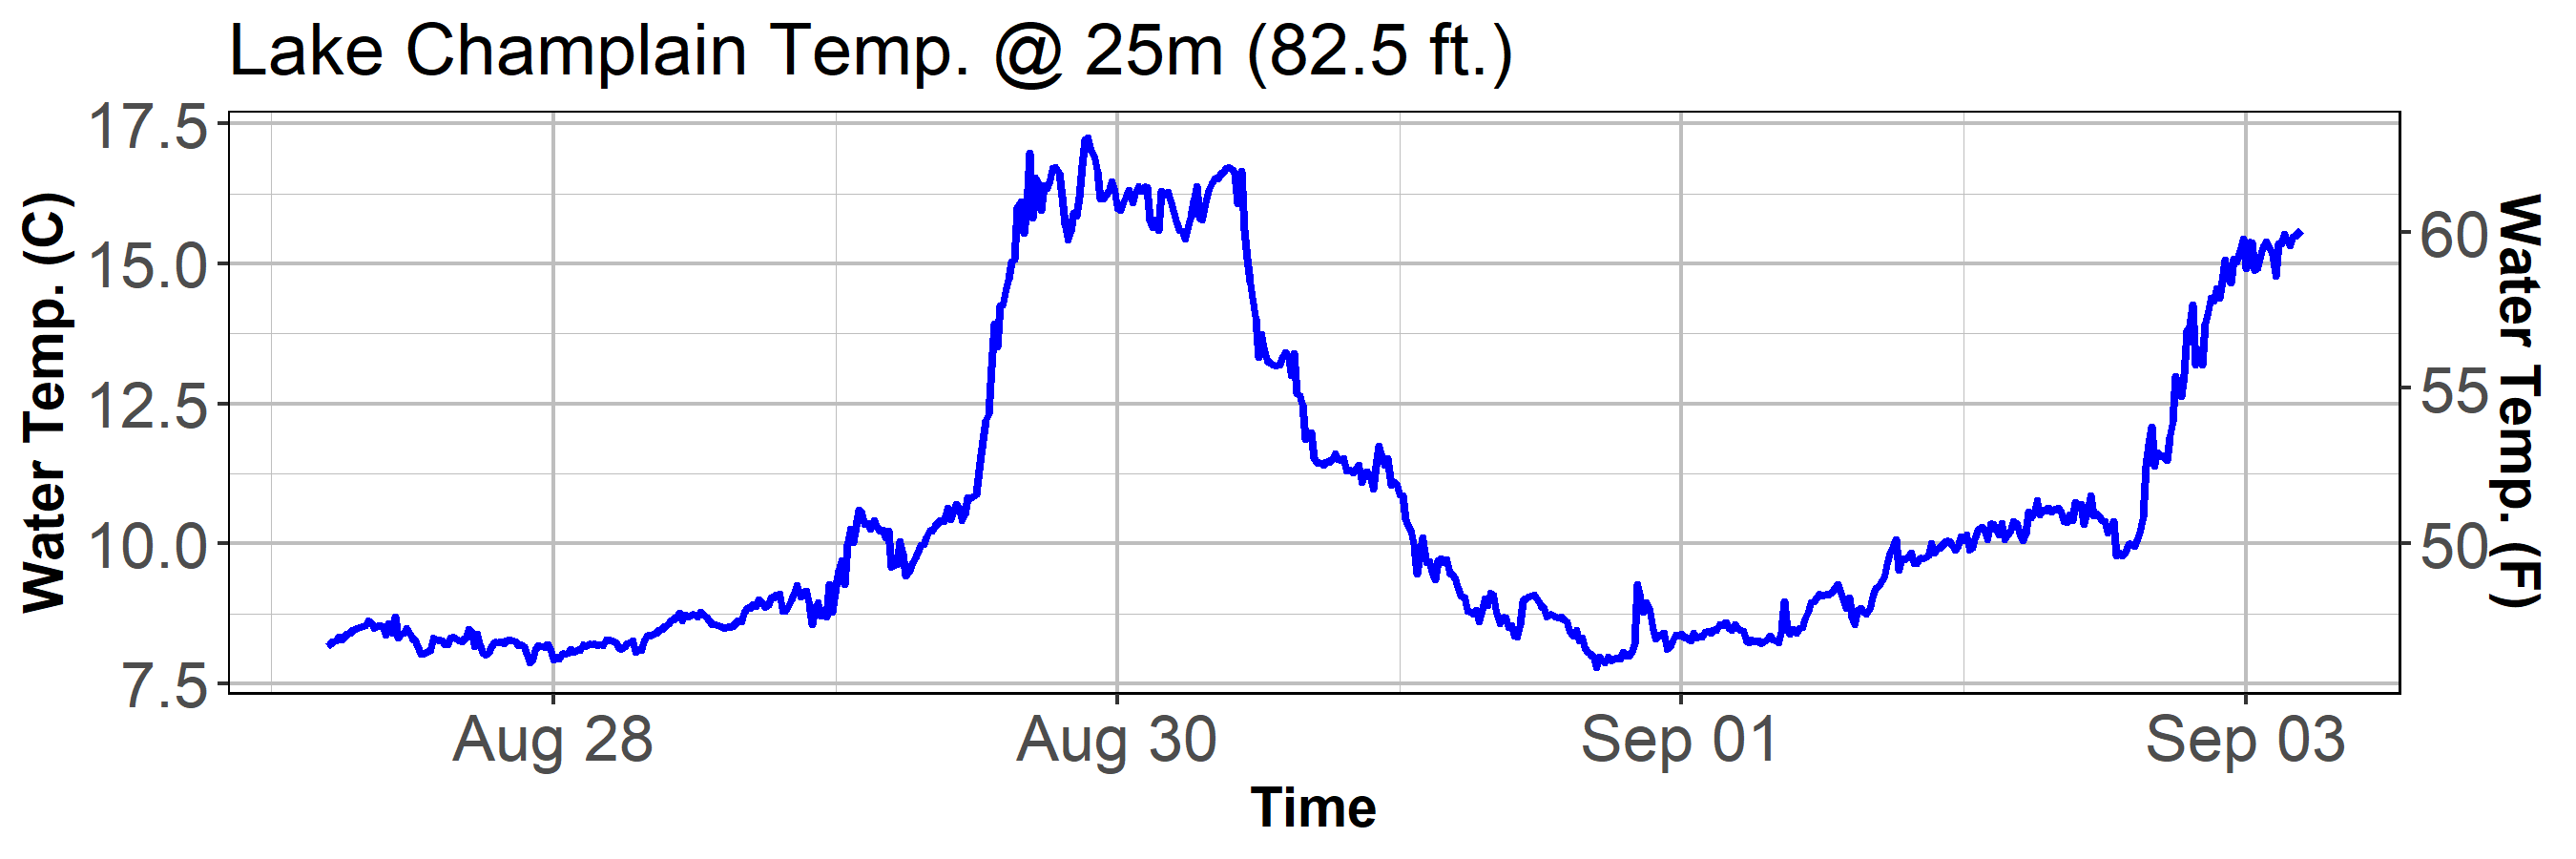 Lake Champlain Temp. @ 25m (82.5 ft.)
Water Temp. (C)
17.5
15.0
12.5
10.0
7.5
60
55
50
Water Temp. (F)
Aug 28 Aug 30 Sep 01 Sep 03
Time